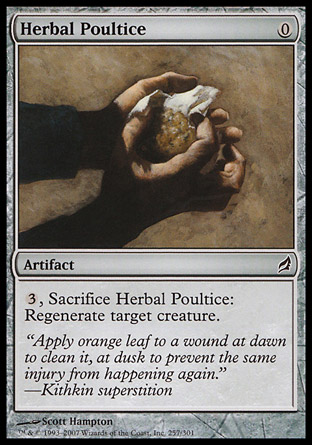 Herbal Poultice 0
Artifact
3, Sacrifice Herbal Poultice:
Regenerate target creature.
“Apply orange leaf to a wound at dawn
to clean it, at dusk to prevent the same
injury from happening again.”
—Kithkin superstition
Scott Hampton
™ & © 1993-2007 Wizards of the Coast, Inc. 257/301